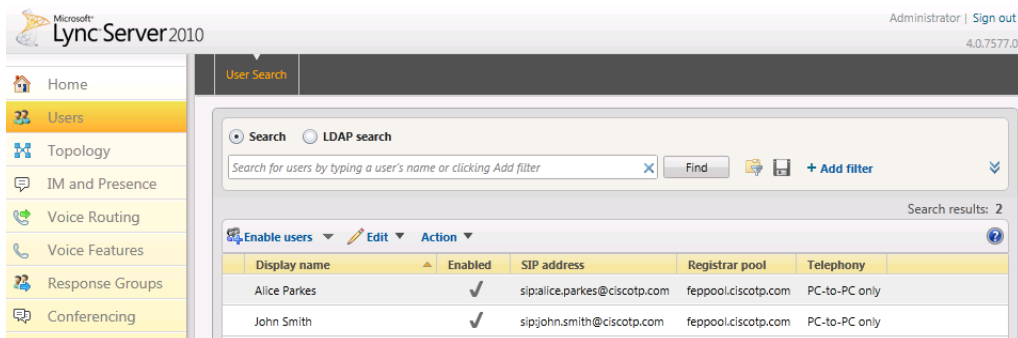 Microsoft®
Lync Server 2010
Administrator | Sign out
4.0.7577.0
Home
Users
Topology
IM and Presence
Voice Routing
Voice Features
Response Groups
Conferencing
User Search
Search LDAP search
Search for users by typing a user's name or clicking Add filter Find + Add filter
Search results: 2
Enable users Edit Action
Display name Enabled SIP address Registrar pool Telephony
Alice Parkes sip:alice.parkes@ciscotp.com feppool.ciscotp.com PC-to-PC only
John Smith sip:john.smith@ciscotp.com feppool.ciscotp.com PC-to-PC only